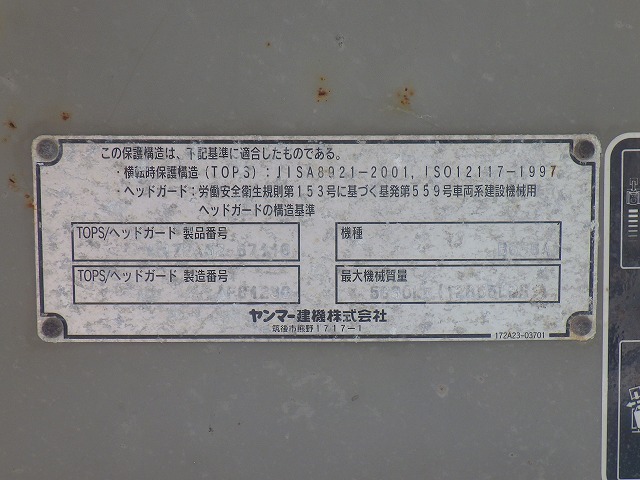 この保護構造は、下記基準に適合したものである。
・横転時保護構造(TOPS):JISA8921-2001,ISO12117-1997
・ヘッドガード:労働安全衛生規則第153号に基づく基発第559号車両系建設機械用
ヘッドガードの構造基準
TOPS/ヘッドガード 製品番号
機種
TOPS/ヘッドガード 製造番号
最大機械質量
ヤンマー建機株式会社
筑後市熊野1717-1
172A23-03701